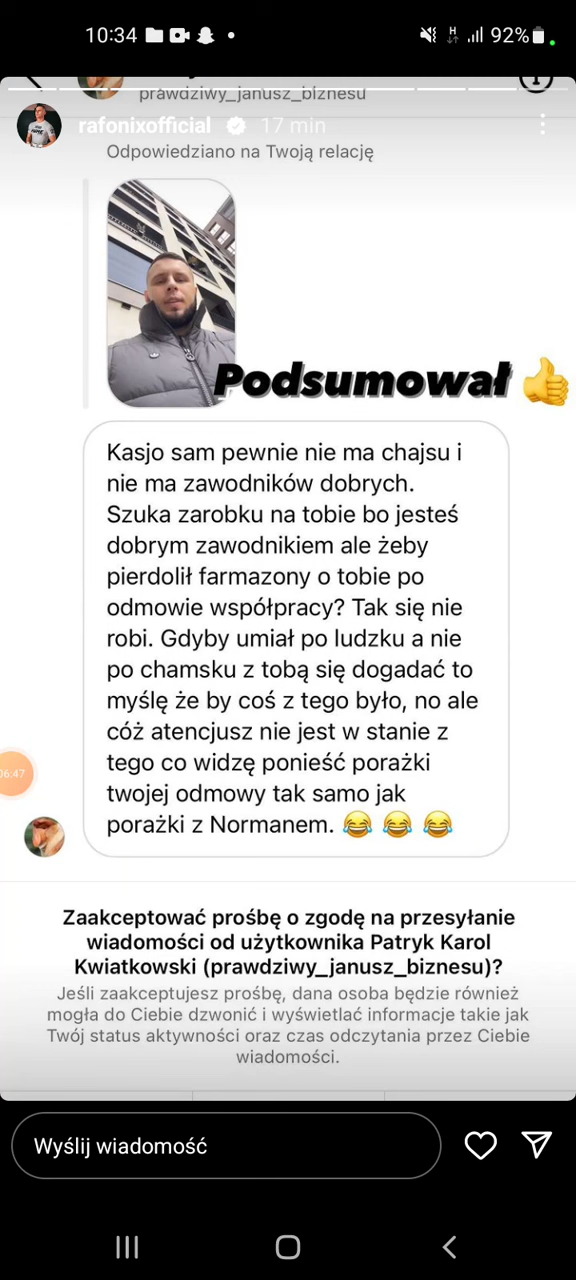 10:34
92%
prawdziwy_janusz_biznesu
rafonixofficial 17 min
Odpowiedziano na Twoją relację
Podsumował 👍
Kasjo sam pewnie nie ma chajsu i
nie ma zawodników dobrych.
Szuka zarobku na tobie bo jesteś
dobrym zawodnikiem ale żeby
pierdolił farmazony o tobie po
odmowie współpracy? Tak się nie
robi. Gdyby umiał po ludzku a nie
po chamsku z tobą się dogadać to
myślę że by coś z tego było, no ale
cóż atencjusz nie jest w stanie z
tego co widzę ponieść porażki
twojej odmowy tak samo jak
porażki z Normanem. 😂 😂 😂
06:47
Zaakceptować prośbę o zgodę na przesyłanie
wiadomości od użytkownika Patryk Karol
Kwiatkowski (prawdziwy_janusz_biznesu)?
Jeśli zaakceptujesz prośbę, dana osoba będzie również
mogła do Ciebie dzwonić i wyświetlać informacje takie jak
Twój status aktywności oraz czas odczytania przez Ciebie
wiadomości.
Wyślij wiadomość